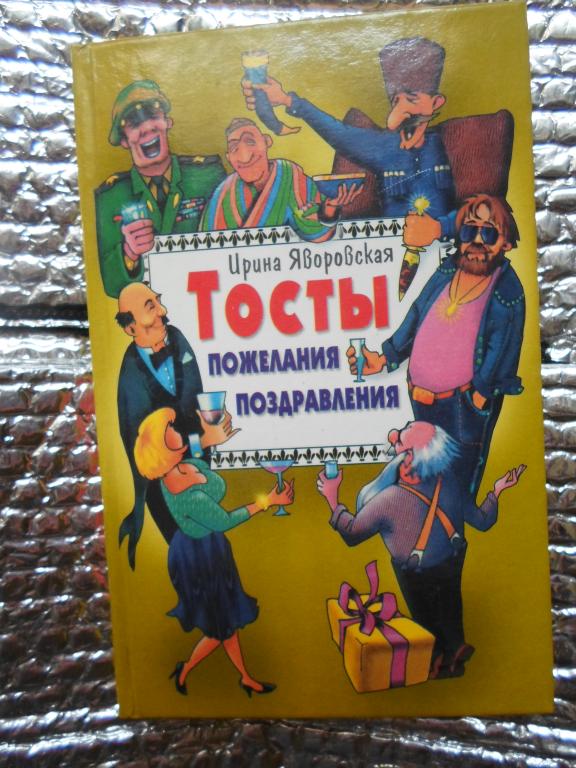 Ирина Яворовская
Тосты
пожелания
поздравления